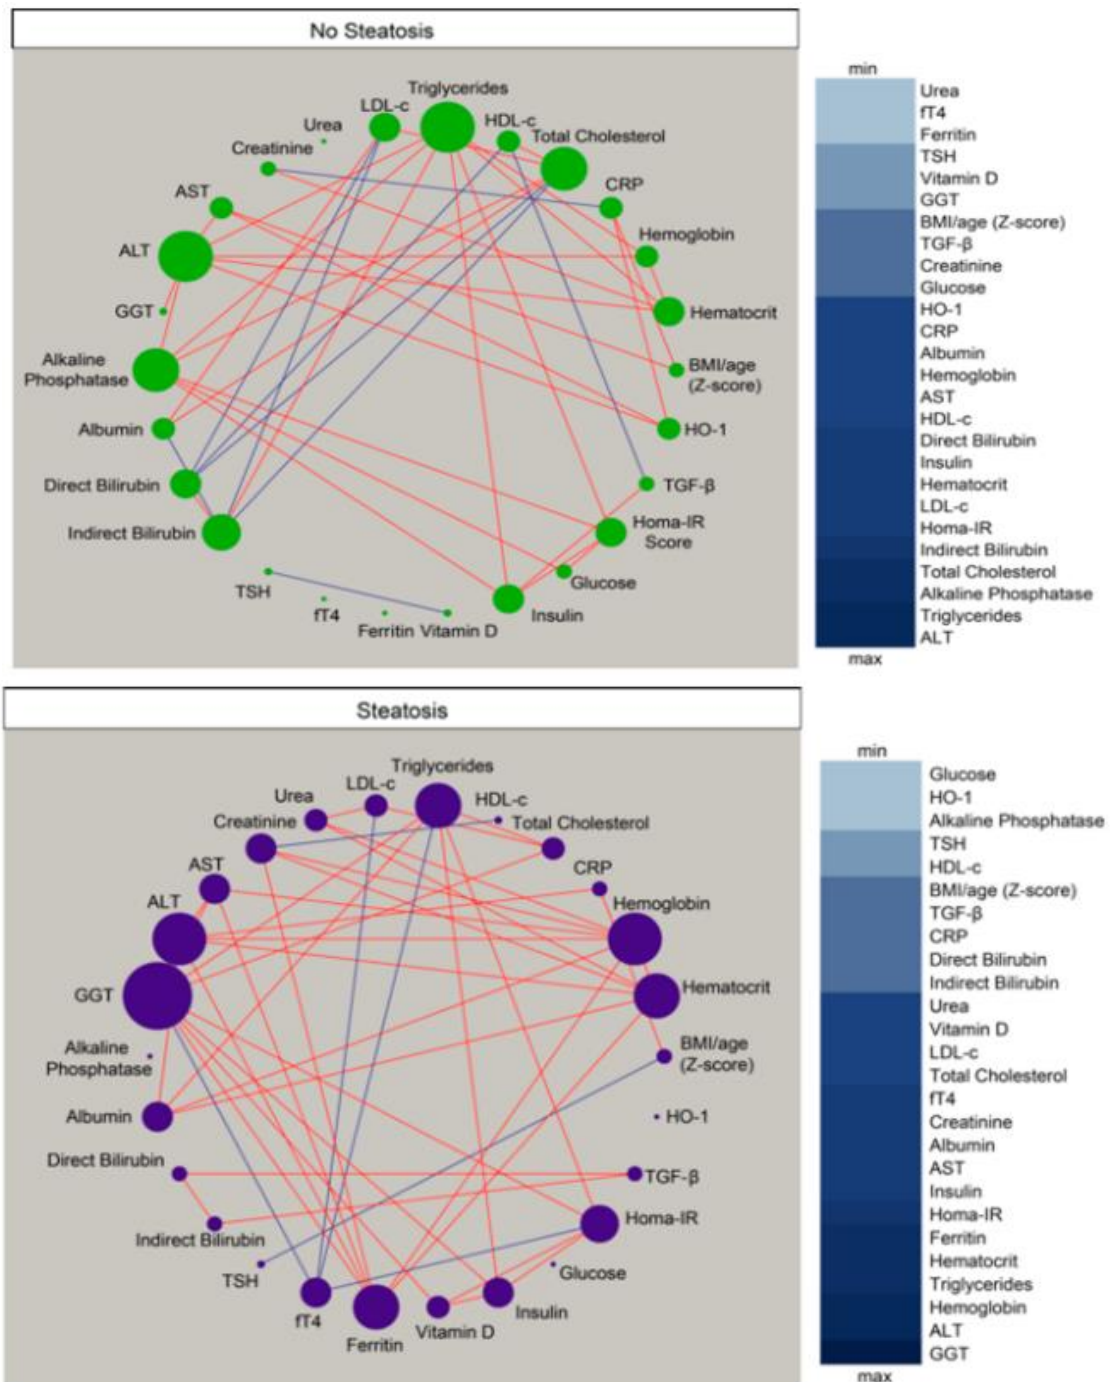 No Steatosis
Triglycerides
LDL-c
HDL-c
Urea
Total Cholesterol
Creatinine
CRP
AST
Hemoglobin
ALT
GGT
Hematocrit
Alkaline
Phosphatase
BMI/age
(Z-score)
Albumin
HO-1
Direct Bilirubin
TGF-β
Indirect Bilirubin
Homa-IR
Score
TSH
Glucose
fT4
Ferritin
Vitamin D
Insulin
min
Urea
fT4
Ferritin
TSH
Vitamin D
GGT
BMI/age (Z-score)
TGF-β
Creatinine
Glucose
HO-1
CRP
Albumin
Hemoglobin
AST
HDL-c
Direct Bilirubin
Insulin
Hematocrit
LDL-c
Homa-IR
Indirect Bilirubin
Total Cholesterol
Alkaline Phosphatase
Triglycerides
ALT
max
Steatosis
Triglycerides
LDL-c
HDL-c
Urea
Total Cholesterol
Creatinine
CRP
AST
Hemoglobin
ALT
GGT
Hematocrit
Alkaline
Phosphatase
BMI/age
(Z-score)
Albumin
HO-1
Direct Bilirubin
TGF-β
Indirect Bilirubin
Homa-IR
TSH
Glucose
fT4
Ferritin
Vitamin D
Insulin
min
Glucose
HO-1
Alkaline Phosphatase
TSH
HDL-c
BMI/age (Z-score)
TGF-β
CRP
Direct Bilirubin
Indirect Bilirubin
Urea
Vitamin D
LDL-c
Total Cholesterol
fT4
Creatinine
Albumin
AST
Insulin
Homa-IR
Ferritin
Hematocrit
Triglycerides
Hemoglobin
ALT
GGT
max